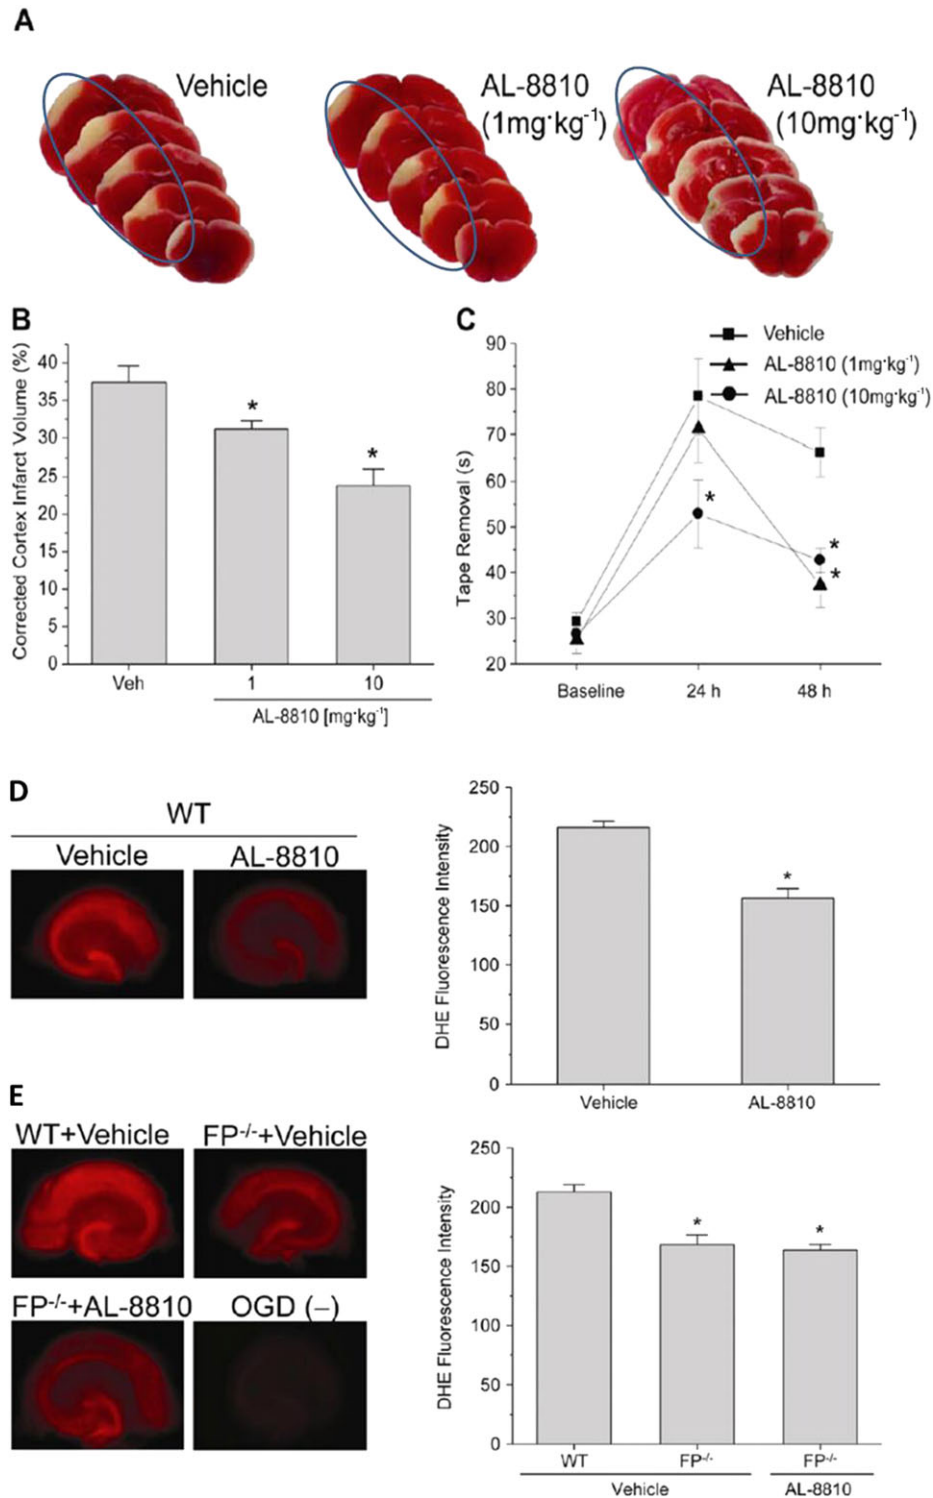 A
Vehicle
AL-8810
(1mg·kg⁻¹)
AL-8810
(10mg·kg⁻¹)
B
Corrected Cortex Infarct Volume (%)
40
35
30
25
20
15
10
5
0
*
*
Veh
1
10
AL-8810 [mg·kg⁻¹]
C
Vehicle
AL-8810 (1mg·kg⁻¹)
AL-8810 (10mg·kg⁻¹)
Tape Removal (s)
90
80
70
60
50
40
30
20
*
*
*
Baseline
24 h
48 h
D
WT
Vehicle
AL-8810
DHE Fluorescence Intensity
250
200
150
100
50
0
*
Vehicle
AL-8810
E
WT+Vehicle
FP⁻/⁻+Vehicle
FP⁻/⁻+AL-8810
OGD (–)
DHE Fluorescence Intensity
250
200
150
100
50
0
*
*
WT
FP⁻/⁻
FP⁻/⁻
Vehicle
AL-8810